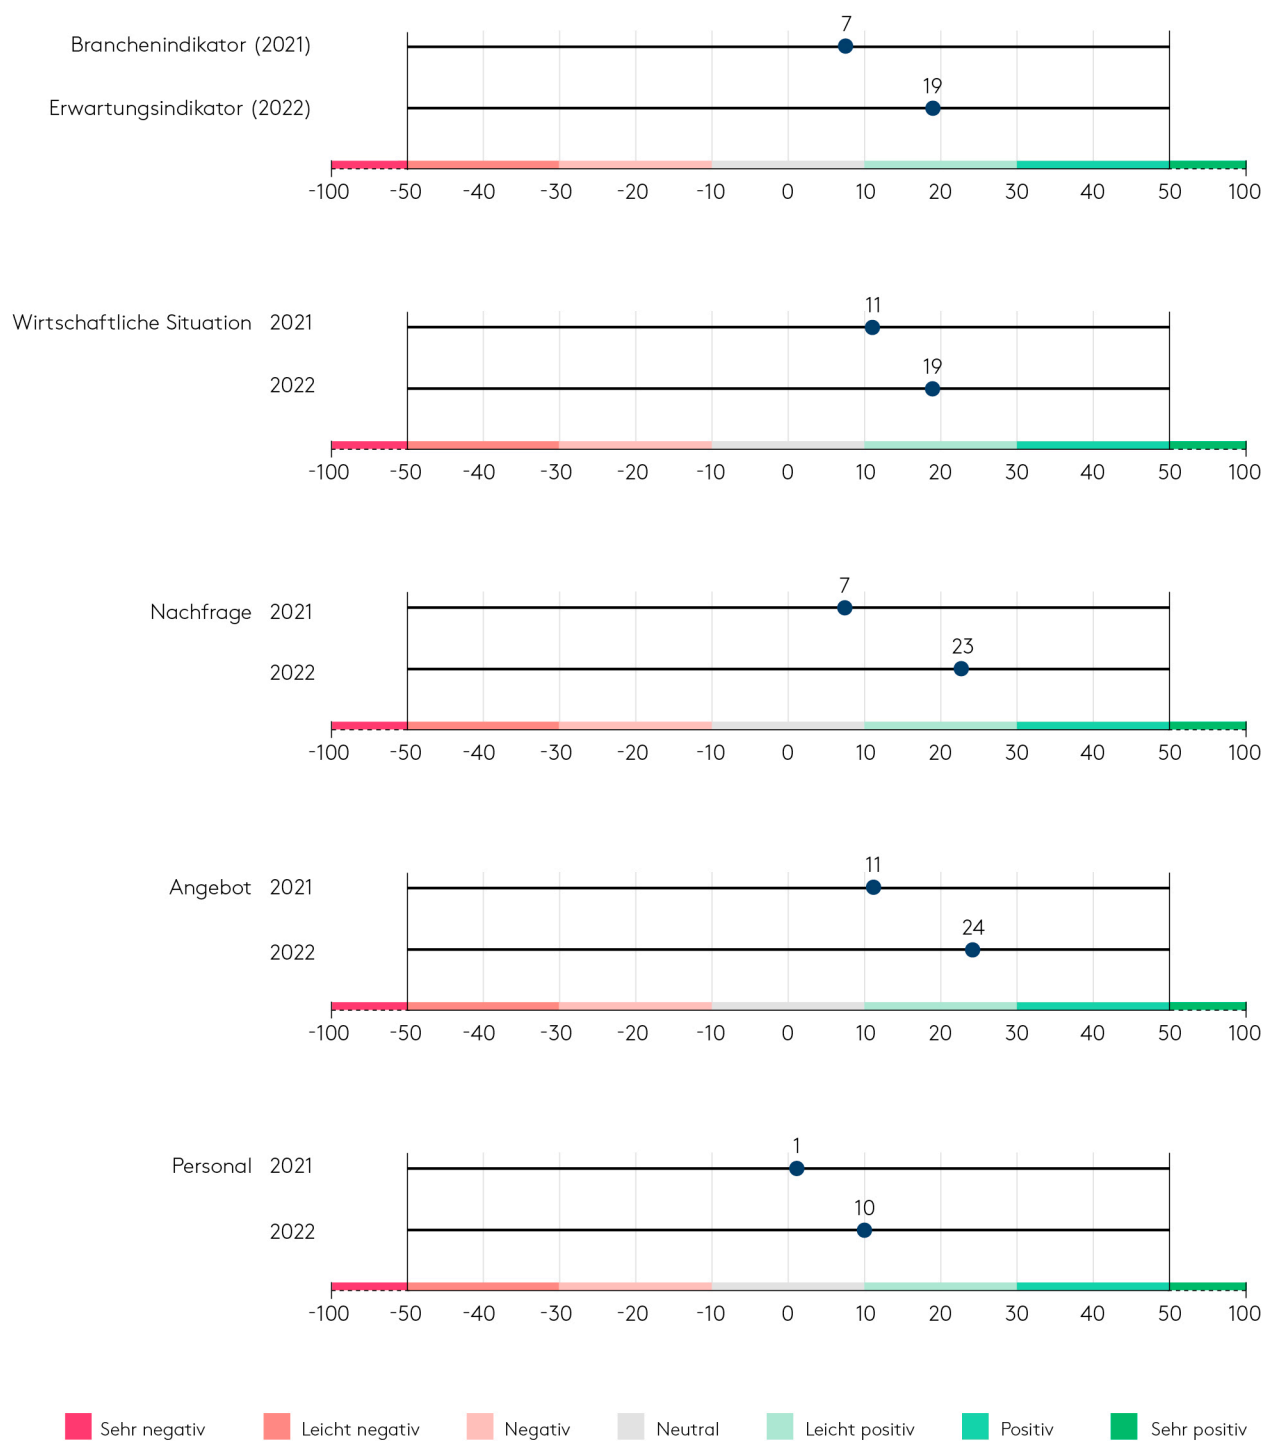 7
Branchenindikator (2021)
19
Erwartungsindikator (2022)
-100 -50 -40 -30 -20 -10 0 10 20 30 40 50 100
11
Wirtschaftliche Situation 2021
19
2022
-100 -50 -40 -30 -20 -10 0 10 20 30 40 50 100
7
Nachfrage 2021
23
2022
-100 -50 -40 -30 -20 -10 0 10 20 30 40 50 100
11
Angebot 2021
24
2022
-100 -50 -40 -30 -20 -10 0 10 20 30 40 50 100
1
Personal 2021
10
2022
-100 -50 -40 -30 -20 -10 0 10 20 30 40 50 100
Sehr negativ Leicht negativ Negativ Neutral Leicht positiv Positiv Sehr positiv